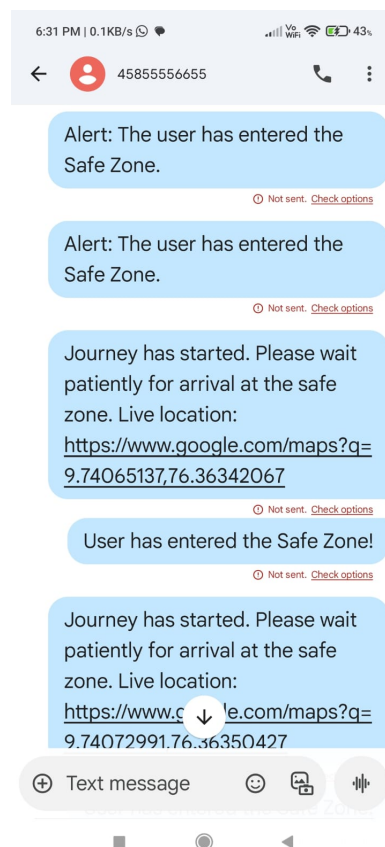 6:31 PM | 0.1KB/s
Vo
WiFi
43%
45855556655
Alert: The user has entered the
Safe Zone.
Not sent. Check options
Alert: The user has entered the
Safe Zone.
Not sent. Check options
Journey has started. Please wait
patiently for arrival at the safe
zone. Live location:
https://www.google.com/maps?q=
9.74065137,76.36342067
Not sent. Check options
User has entered the Safe Zone!
Not sent. Check options
Journey has started. Please wait
patiently for arrival at the safe
zone. Live location:
https://www.g le.com/maps?q=
9.74072991,76.36350427
Text message